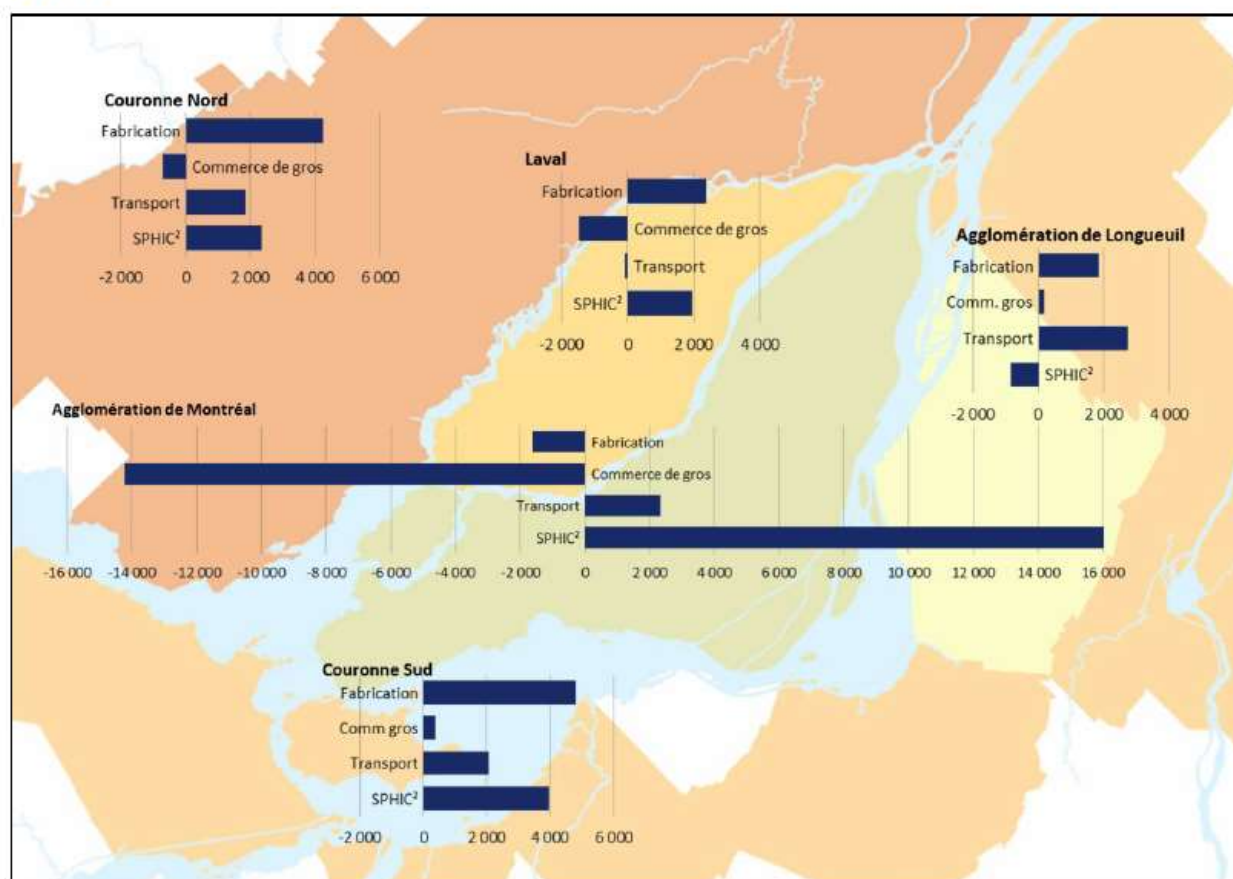 Couronne Nord
Fabrication
Commerce de gros
Transport
SPHIC²
-2 000 0 2 000 4 000 6 000
Laval
Fabrication
Commerce de gros
Transport
SPHIC²
-2 000 0 2 000 4 000
Agglomération de Longueuil
Fabrication
Comm. gros
Transport
SPHIC²
-2 000 0 2 000 4 000
Agglomération de Montréal
Fabrication
Commerce de gros
Transport
SPHIC²
-16 000 -14 000 -12 000 -10 000 -8 000 -6 000 -4 000 -2 000 0 2 000 4 000 6 000 8 000 10 000 12 000 14 000 16 000
Couronne Sud
Fabrication
Comm gros
Transport
SPHIC²
-2 000 0 2 000 4 000 6 000